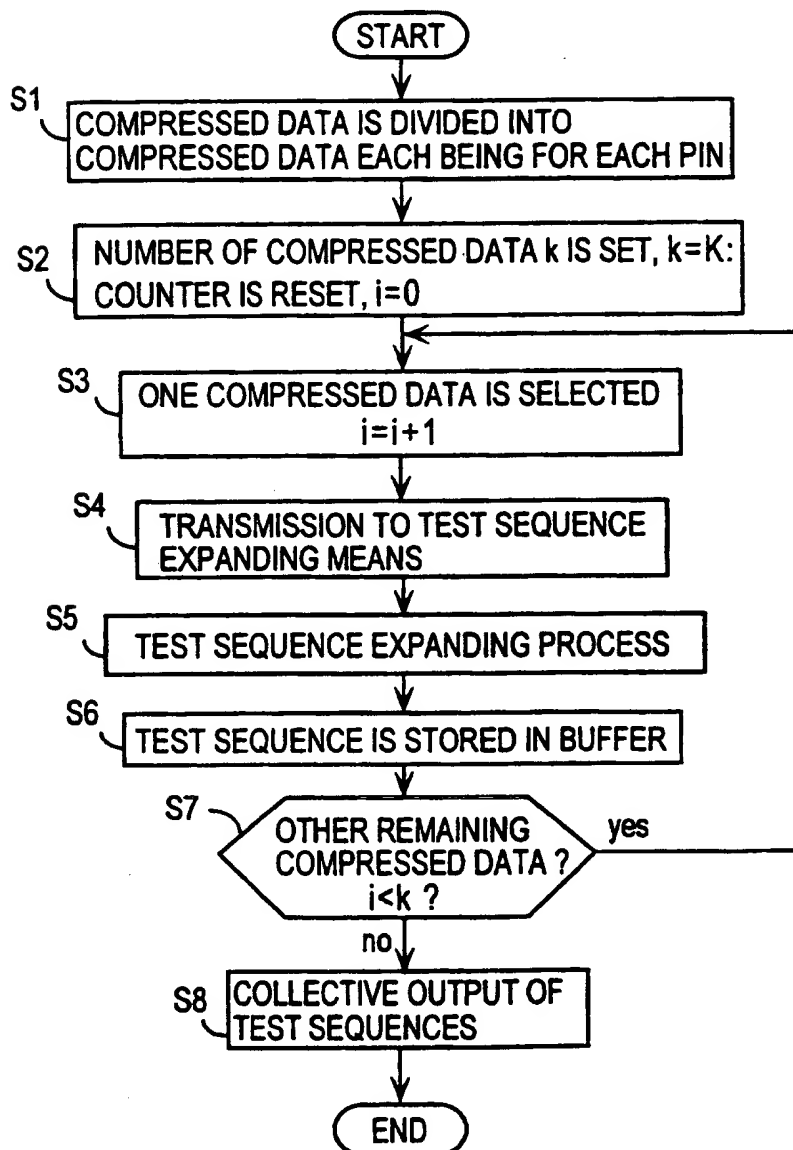 START
S1
COMPRESSED DATA IS DIVIDED INTO
COMPRESSED DATA EACH BEING FOR EACH PIN
S2
NUMBER OF COMPRESSED DATA k IS SET, k=K:
COUNTER IS RESET, i=0
S3
ONE COMPRESSED DATA IS SELECTED
i=i+1
S4
TRANSMISSION TO TEST SEQUENCE
EXPANDING MEANS
S5
TEST SEQUENCE EXPANDING PROCESS
S6
TEST SEQUENCE IS STORED IN BUFFER
S7
OTHER REMAINING
COMPRESSED DATA ?
i<k ?
yes
no
S8
COLLECTIVE OUTPUT OF
TEST SEQUENCES
END